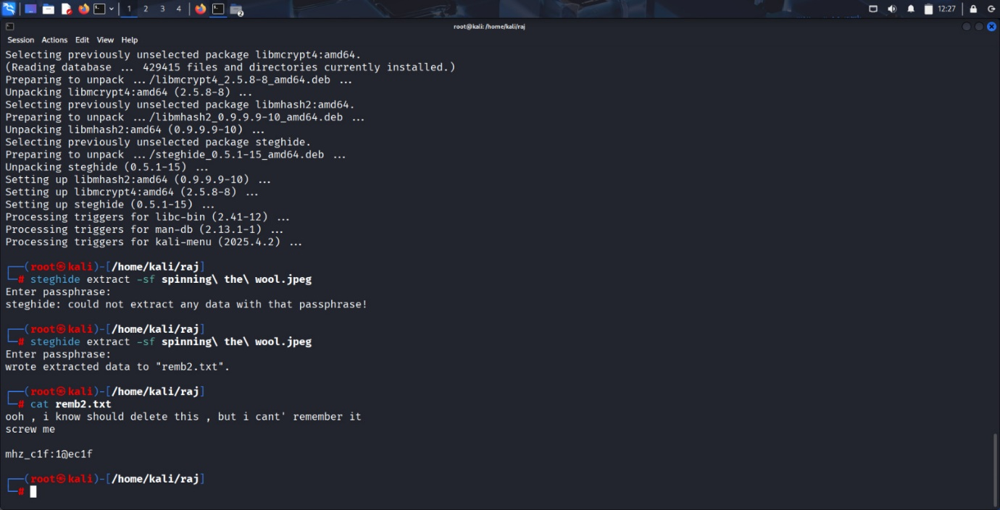 1 2 3 4 2 12:27
root@kali: /home/kali/raj
Session Actions Edit View Help
Selecting previously unselected package libmcrypt4:amd64.
(Reading database ... 429415 files and directories currently installed.)
Preparing to unpack .../libmcrypt4_2.5.8-8_amd64.deb ...
Unpacking libmcrypt4:amd64 (2.5.8-8) ...
Selecting previously unselected package libmhash2:amd64.
Preparing to unpack .../libmhash2_0.9.9.9-10_amd64.deb ...
Unpacking libmhash2:amd64 (0.9.9.9-10) ...
Selecting previously unselected package steghide.
Preparing to unpack .../steghide_0.5.1-15_amd64.deb ...
Unpacking steghide (0.5.1-15) ...
Setting up libmhash2:amd64 (0.9.9.9-10) ...
Setting up libmcrypt4:amd64 (2.5.8-8) ...
Setting up steghide (0.5.1-15) ...
Processing triggers for libc-bin (2.41-12) ...
Processing triggers for man-db (2.13.1-1) ...
Processing triggers for kali-menu (2025.4.2) ...
┌──(root㉿kali)-[/home/kali/raj]
└─# steghide extract -sf spinning\ the\ wool.jpeg
Enter passphrase:
steghide: could not extract any data with that passphrase!
┌──(root㉿kali)-[/home/kali/raj]
└─# steghide extract -sf spinning\ the\ wool.jpeg
Enter passphrase:
wrote extracted data to "remb2.txt".
┌──(root㉿kali)-[/home/kali/raj]
└─# cat remb2.txt
ooh , i know should delete this , but i cant' remember it
screw me
mhz_c1f:1@ec1f
┌──(root㉿kali)-[/home/kali/raj]
└─#